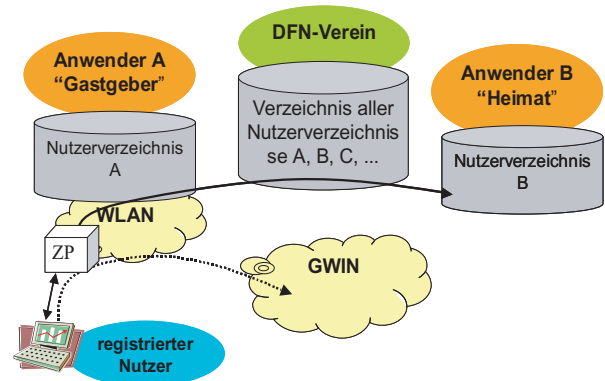 DFN-Verein
Anwender A
“Gastgeber”
Anwender B
“Heimat”
Verzeichnis aller
Nutzerverzeichnis
se A, B, C, ...
Nutzerverzeichnis
A
Nutzerverzeichnis
B
WLAN
ZP
GWIN
registrierter
Nutzer